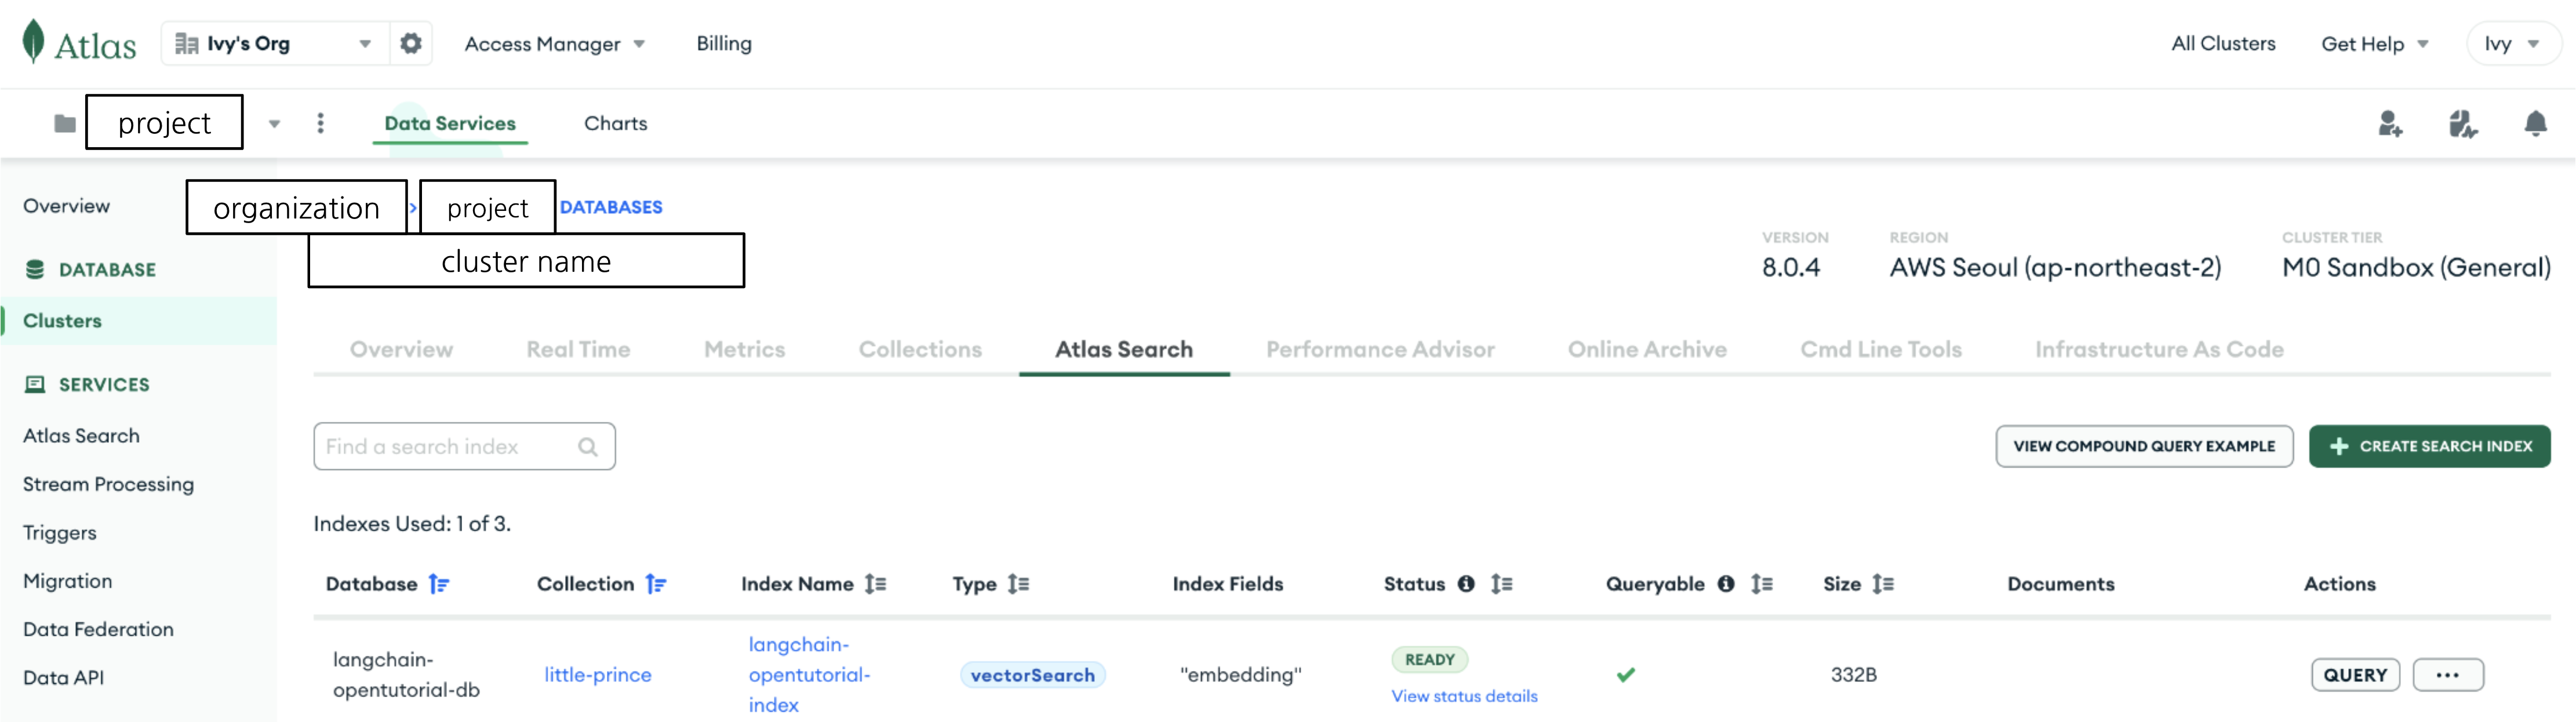 Atlas
Ivy's Org
Access Manager
Billing
All Clusters
Get Help
Ivy
project
Data Services
Charts
Overview
organization
project
DATABASES
cluster name
VERSION
8.0.4
REGION
AWS Seoul (ap-northeast-2)
CLUSTER TIER
M0 Sandbox (General)
DATABASE
Clusters
SERVICES
Atlas Search
Stream Processing
Triggers
Migration
Data Federation
Data API
Overview
Real Time
Metrics
Collections
Atlas Search
Performance Advisor
Online Archive
Cmd Line Tools
Infrastructure As Code
Find a search index
VIEW COMPOUND QUERY EXAMPLE
CREATE SEARCH INDEX
Indexes Used: 1 of 3.
Database
Collection
Index Name
Type
Index Fields
Status
Queryable
Size
Documents
Actions
langchain-
opentutorial-db
little-prince
langchain-
opentutorial-
index
vectorSearch
"embedding"
READY
View status details
332B
QUERY